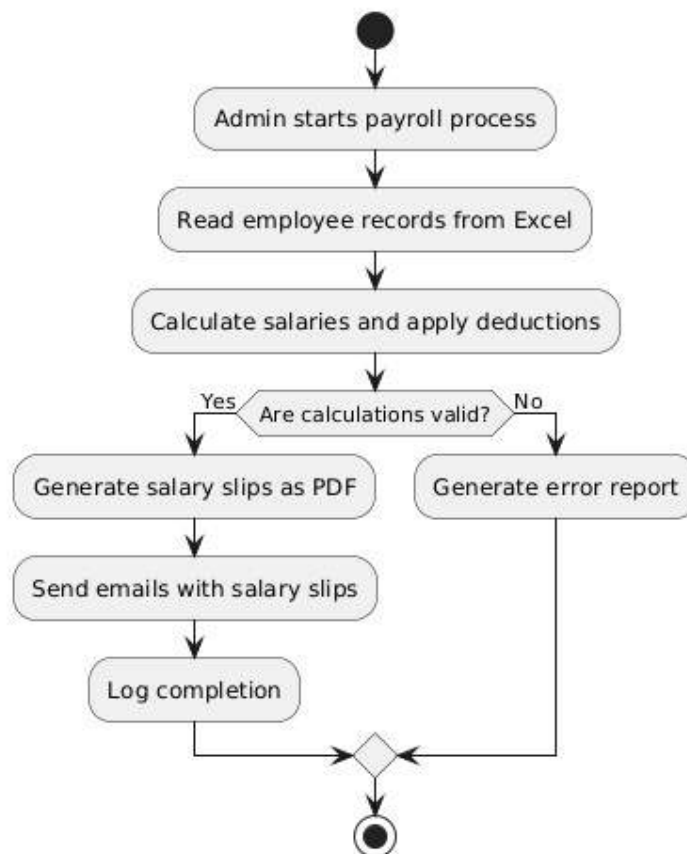 Admin starts payroll process
Read employee records from Excel
Calculate salaries and apply deductions
Yes
Are calculations valid?
No
Generate salary slips as PDF
Generate error report
Send emails with salary slips
Log completion